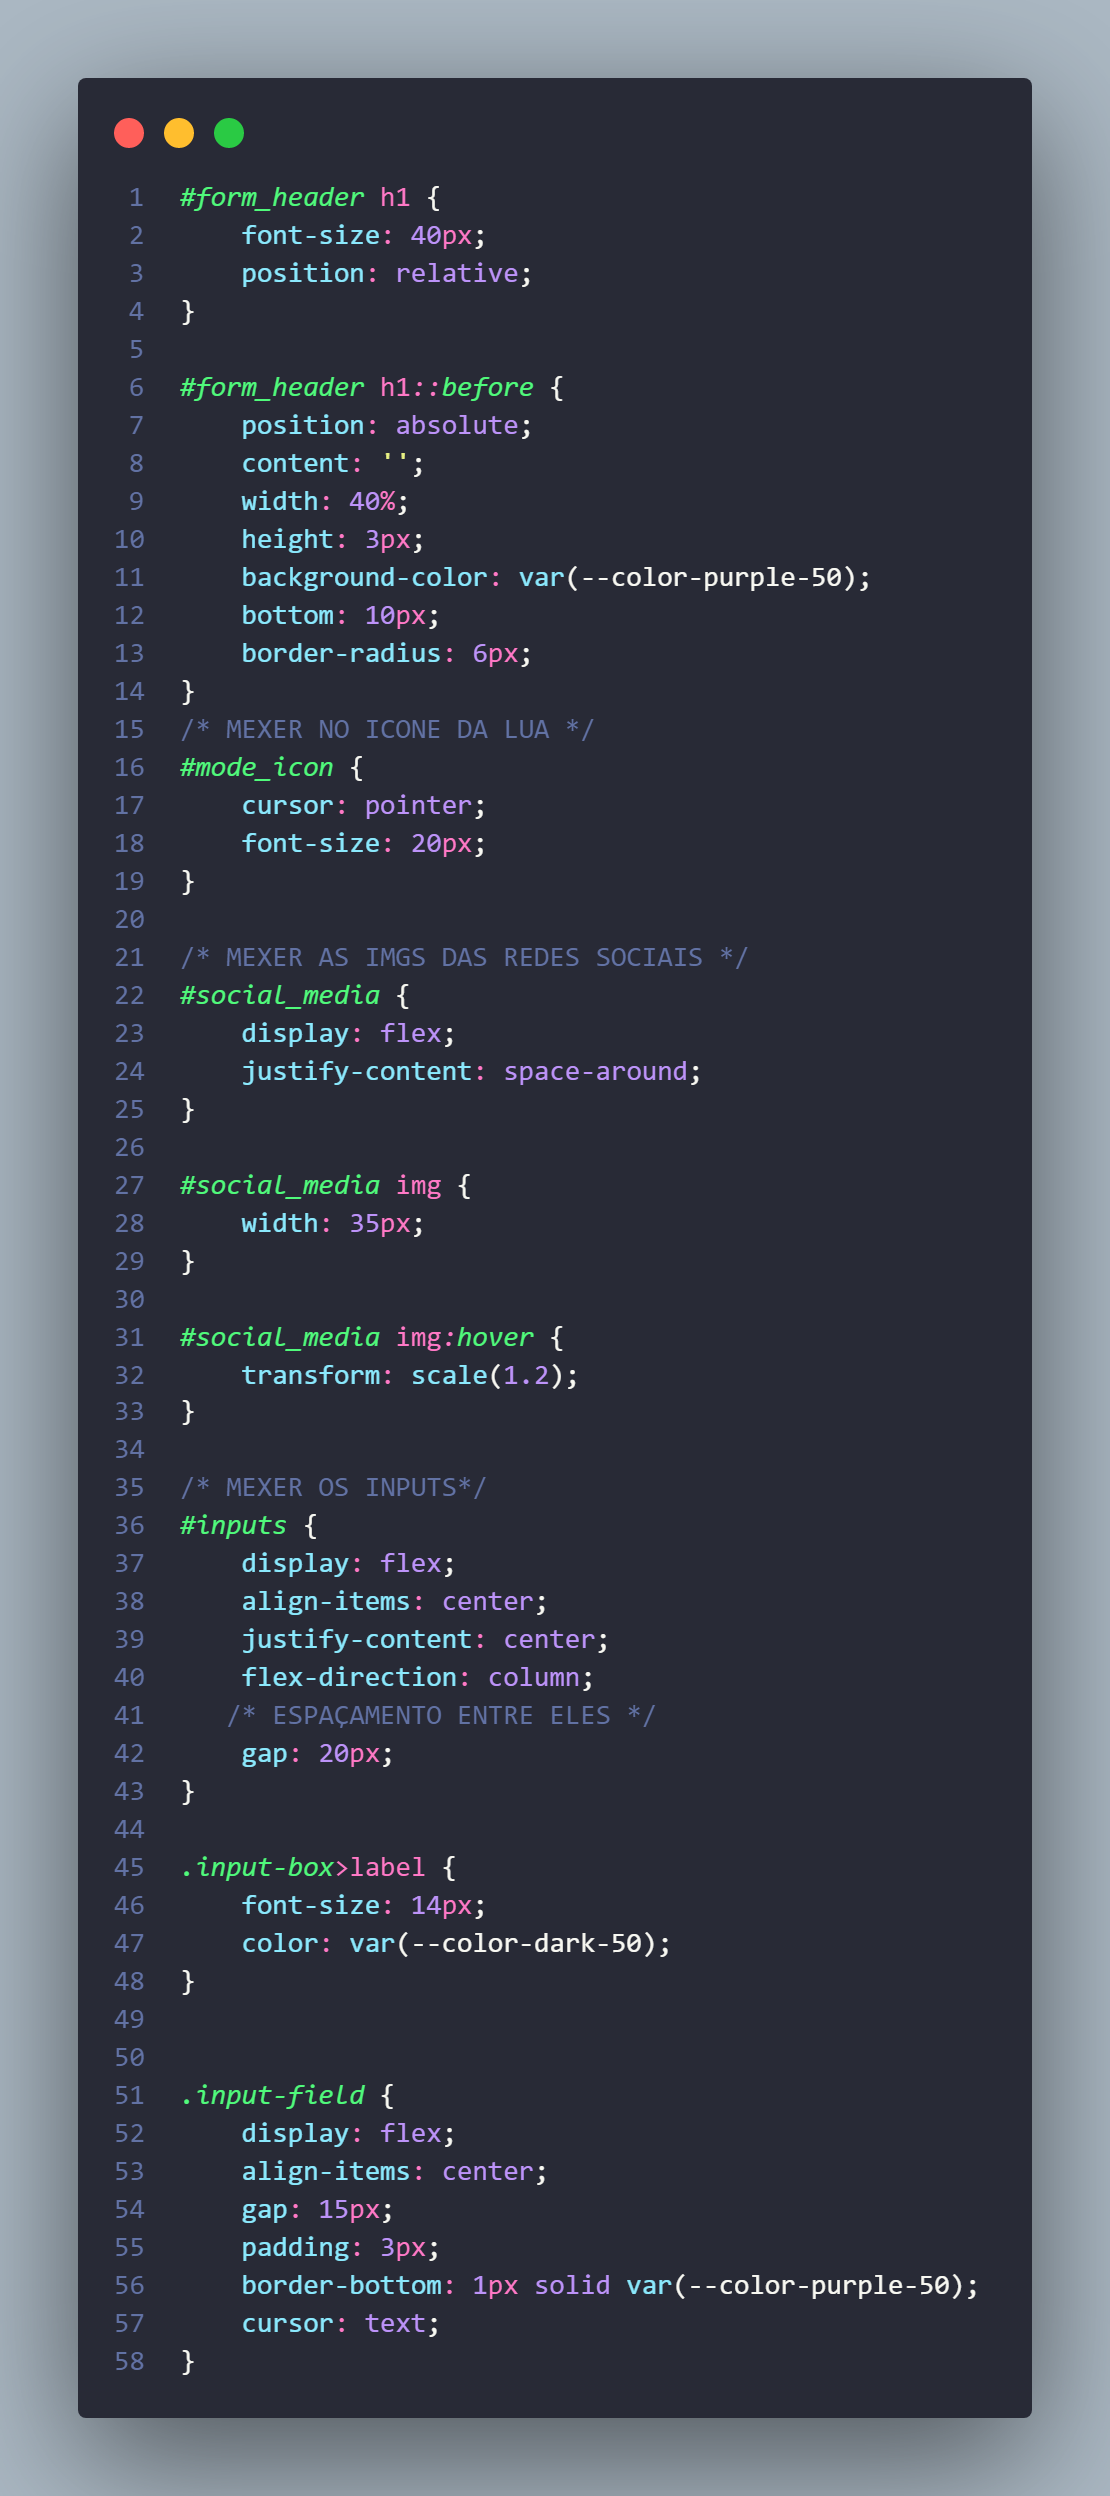 1 #form_header h1 {
2     font-size: 40px;
3     position: relative;
4 }
5
6 #form_header h1::before {
7     position: absolute;
8     content: '';
9     width: 40%;
10     height: 3px;
11     background-color: var(--color-purple-50);
12     bottom: 10px;
13     border-radius: 6px;
14 }
15 /* MEXER NO ICONE DA LUA */
16 #mode_icon {
17     cursor: pointer;
18     font-size: 20px;
19 }
20
21 /* MEXER AS IMGS DAS REDES SOCIAIS */
22 #social_media {
23     display: flex;
24     justify-content: space-around;
25 }
26
27 #social_media img {
28     width: 35px;
29 }
30
31 #social_media img:hover {
32     transform: scale(1.2);
33 }
34
35 /* MEXER OS INPUTS*/
36 #inputs {
37     display: flex;
38     align-items: center;
39     justify-content: center;
40     flex-direction: column;
41    /* ESPAÇAMENTO ENTRE ELES */
42     gap: 20px;
43 }
44
45 .input-box>label {
46     font-size: 14px;
47     color: var(--color-dark-50);
48 }
49
50
51 .input-field {
52     display: flex;
53     align-items: center;
54     gap: 15px;
55     padding: 3px;
56     border-bottom: 1px solid var(--color-purple-50);
57     cursor: text;
58 }